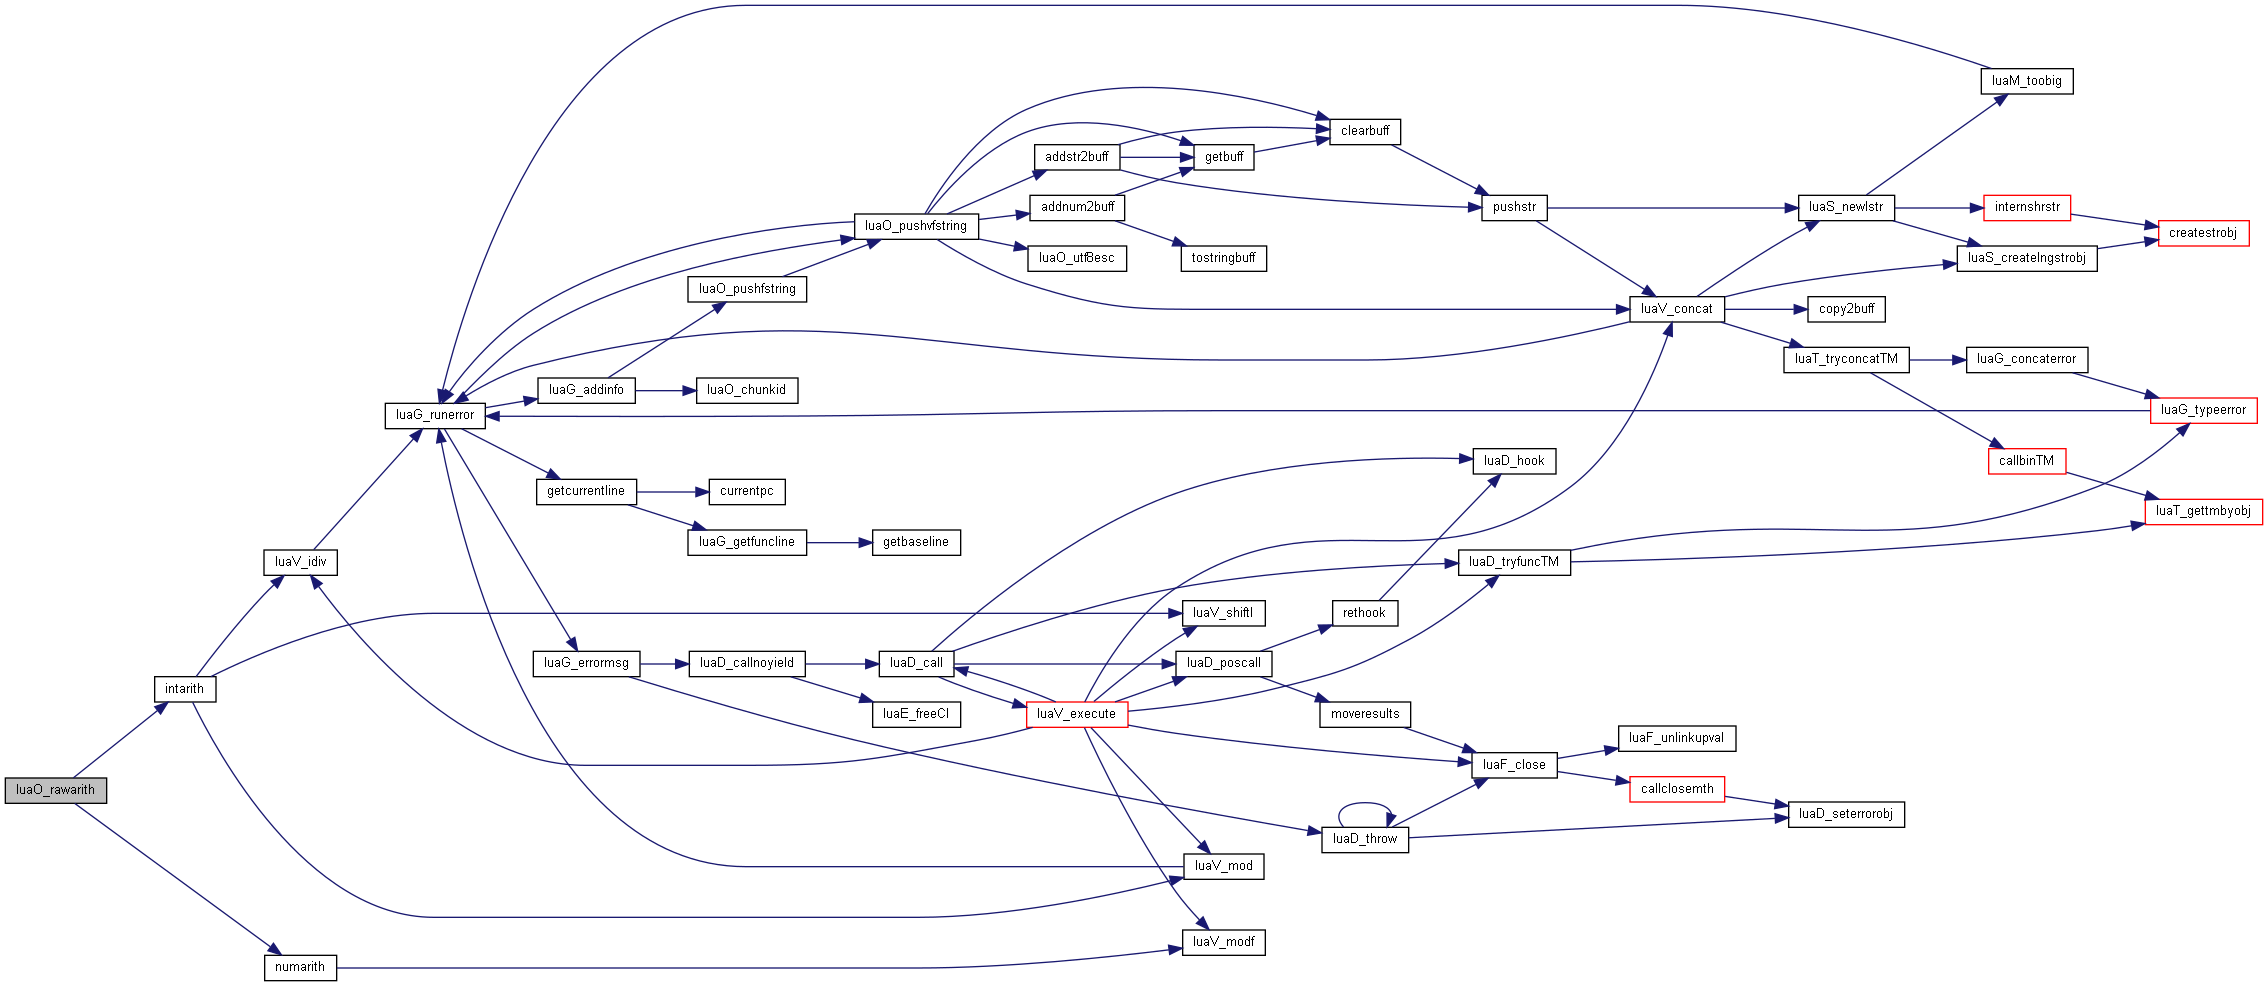 luaM_toobig
clearbuff
addstr2buff
getbuff
addnum2buff
pushstr
luaS_newlstr
internshrstr
luaO_pushvfstring
createstrobj
luaO_utf8esc
tostringbuff
luaS_createlngstrobj
luaO_pushfstring
luaV_concat
copy2buff
luaT_tryconcatTM
luaG_concaterror
luaG_addinfo
luaO_chunkid
luaG_runerror
luaG_typeerror
luaD_hook
callbinTM
getcurrentline
currentpc
luaT_gettmbyobj
luaG_getfuncline
getbaseline
luaV_idiv
luaD_tryfuncTM
luaV_shiftl
rethook
luaG_errormsg
luaD_callnoyield
luaD_call
luaD_poscall
intarith
luaE_freeCI
luaV_execute
moveresults
luaF_unlinkupval
luaF_close
luaO_rawarith
callclosemth
luaD_seterrorobj
luaD_throw
luaV_mod
luaV_modf
numarith